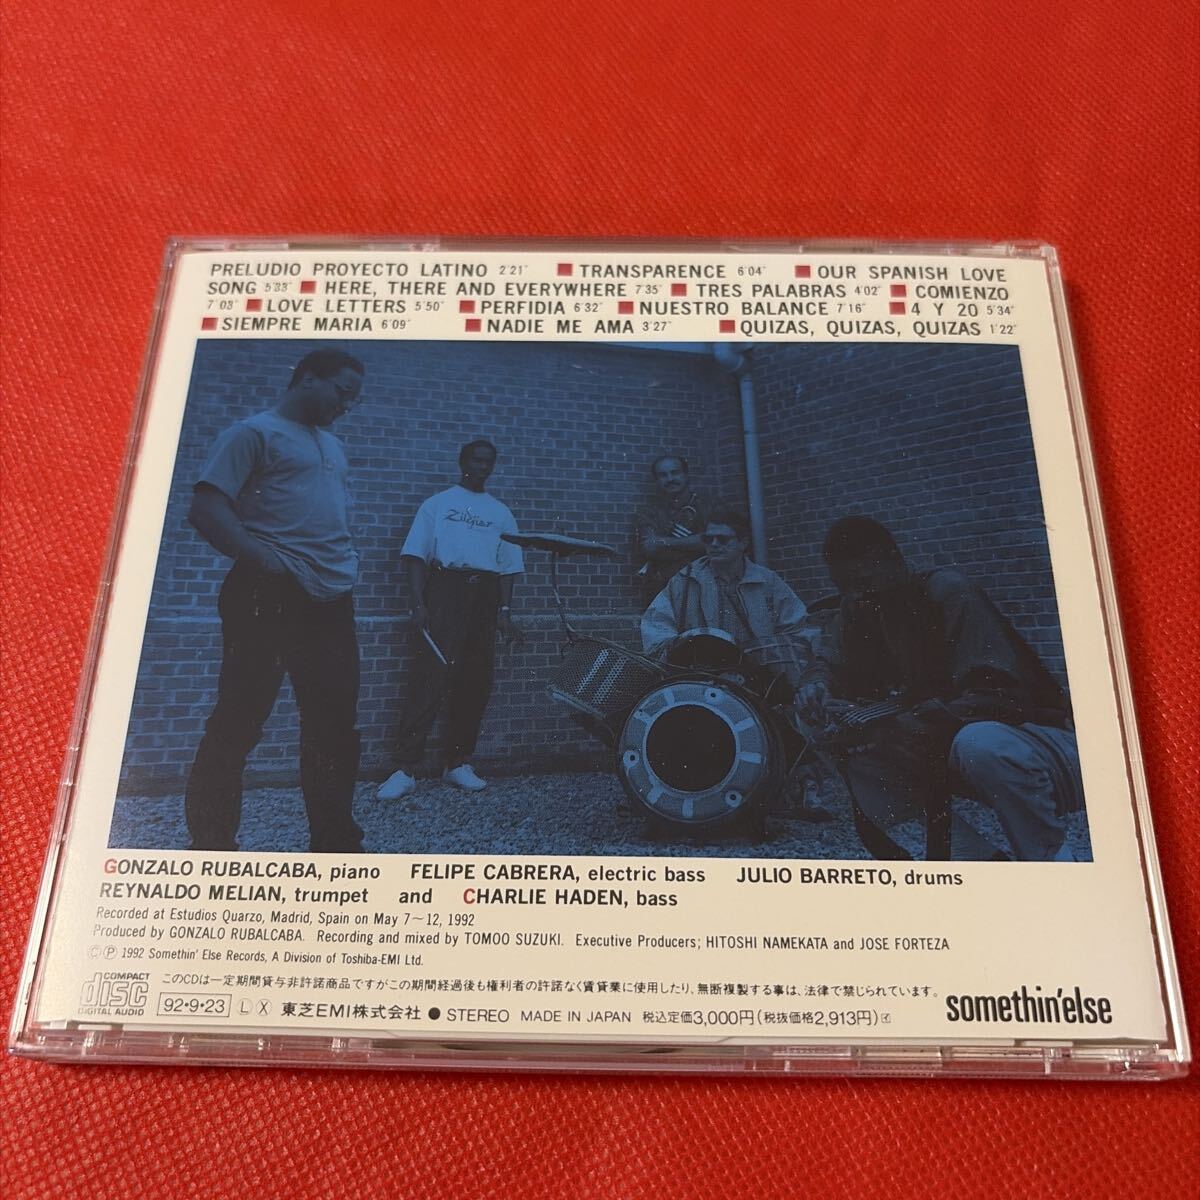 PRELUDIO PROYECTO LATINO 2'21" ■ TRANSPARENCE 6'04" ■ OUR SPANISH LOVE
SONG 5'33" ■ HERE, THERE AND EVERYWHERE 7'35" ■ TRES PALABRAS 4'02" ■ COMIENZO
7'03" ■ LOVE LETTERS 5'50" ■ PERFIDIA 6'32" ■ NUESTRO BALANCE 7'16" ■ 4 Y 20 5'34"
■ SIEMPRE MARIA 6'09" ■ NADIE ME AMA 3'27" ■ QUIZAS, QUIZAS, QUIZAS 1'22"
Zildjian
GONZALO RUBALCABA, piano FELIPE CABRERA, electric bass JULIO BARRETO, drums
REYNALDO MELIAN, trumpet and CHARLIE HADEN, bass
Recorded at Estudios Quarzo, Madrid, Spain on May 7～12, 1992
Produced by GONZALO RUBALCABA. Recording and mixed by TOMOO SUZUKI. Executive Producers; HITOSHI NAMEKATA and JOSE FORTEZA
ⒸⓅ 1992 Somethin' Else Records, A Division of Toshiba-EMI Ltd.
COMPACT disc DIGITAL AUDIO
このCDは一定期間貸与非許諾商品ですがこの期間経過後も権利者の許諾なく賃貸業に使用したり、無断複製する事は、法律で禁じられています。
92・9・23 Ⓛ Ⓧ 東芝EMI株式会社 ● STEREO MADE IN JAPAN 税込定価3,000円(税抜価格2,913円)
somethin'else